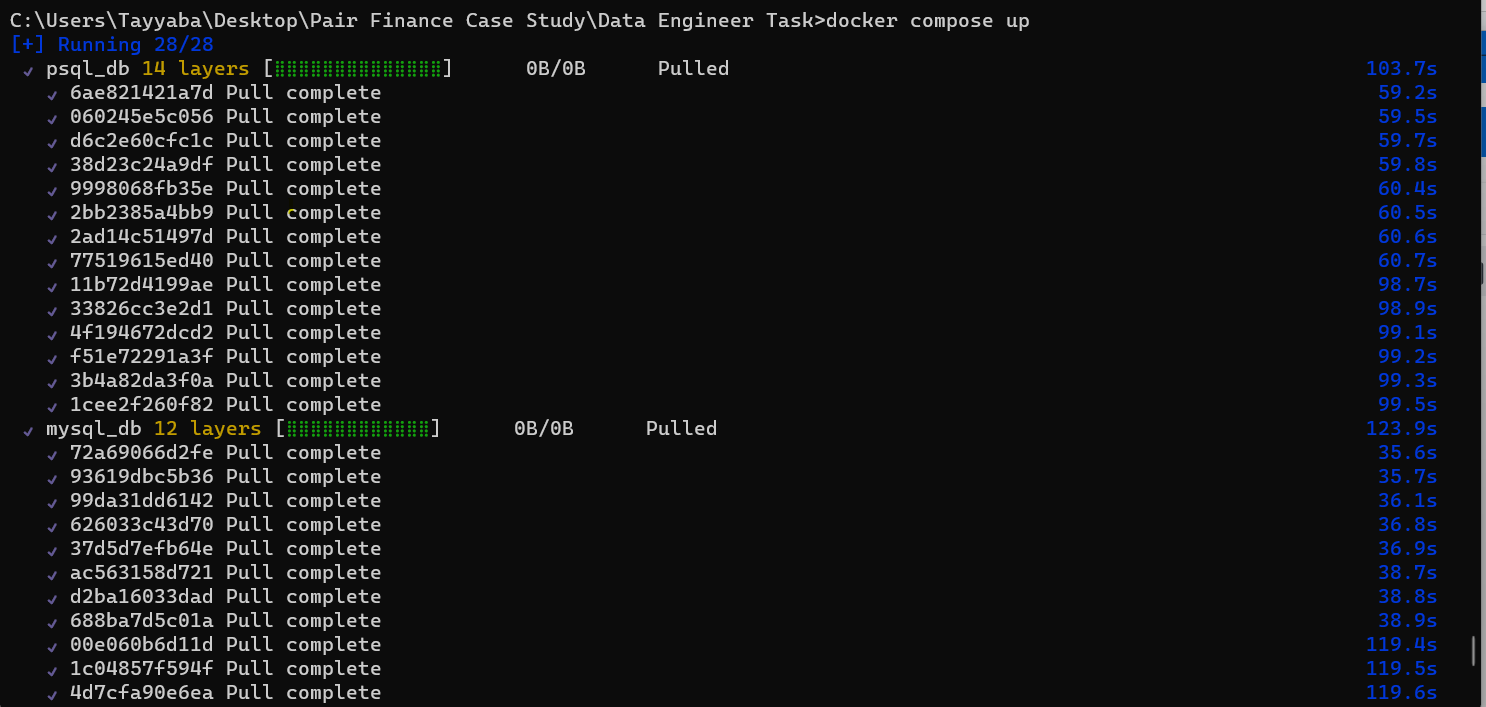 C:\Users\Tayyaba\Desktop\Pair Finance Case Study\Data Engineer Task>docker compose up
[+] Running 28/28
✓ psql_db 14 layers [⣿⣿⣿⣿⣿⣿⣿⣿⣿⣿⣿⣿⣿⣿] 0B/0B Pulled 103.7s
✓ 6ae821421a7d Pull complete 59.2s
✓ 060245e5c056 Pull complete 59.5s
✓ d6c2e60cfc1c Pull complete 59.7s
✓ 38d23c24a9df Pull complete 59.8s
✓ 9998068fb35e Pull complete 60.4s
✓ 2bb2385a4bb9 Pull complete 60.5s
✓ 2ad14c51497d Pull complete 60.6s
✓ 77519615ed40 Pull complete 60.7s
✓ 11b72d4199ae Pull complete 98.7s
✓ 33826cc3e2d1 Pull complete 98.9s
✓ 4f194672dcd2 Pull complete 99.1s
✓ f51e72291a3f Pull complete 99.2s
✓ 3b4a82da3f0a Pull complete 99.3s
✓ 1cee2f260f82 Pull complete 99.5s
✓ mysql_db 12 layers [⣿⣿⣿⣿⣿⣿⣿⣿⣿⣿⣿⣿] 0B/0B Pulled 123.9s
✓ 72a69066d2fe Pull complete 35.6s
✓ 93619dbc5b36 Pull complete 35.7s
✓ 99da31dd6142 Pull complete 36.1s
✓ 626033c43d70 Pull complete 36.8s
✓ 37d5d7efb64e Pull complete 36.9s
✓ ac563158d721 Pull complete 38.7s
✓ d2ba16033dad Pull complete 38.8s
✓ 688ba7d5c01a Pull complete 38.9s
✓ 00e060b6d11d Pull complete 119.4s
✓ 1c04857f594f Pull complete 119.5s
✓ 4d7cfa90e6ea Pull complete 119.6s